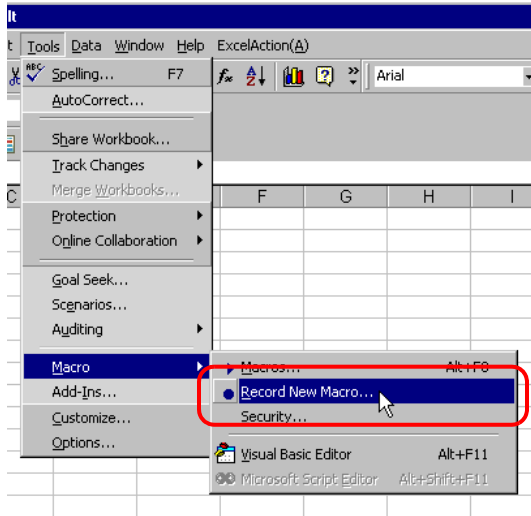 lt
t Tools Data Window Help ExcelAction(A)
ABC Spelling... F7 fx A Z Arial
AutoCorrect...
Share Workbook...
Track Changes
Merge Workbooks...
C F G H I
Protection
Online Collaboration
Goal Seek...
Scenarios...
Auditing
Macro Macros... Alt+F8
Add-Ins... Record New Macro...
Customize... Security...
Options... Visual Basic Editor Alt+F11
Microsoft Script Editor Alt+Shift+F11